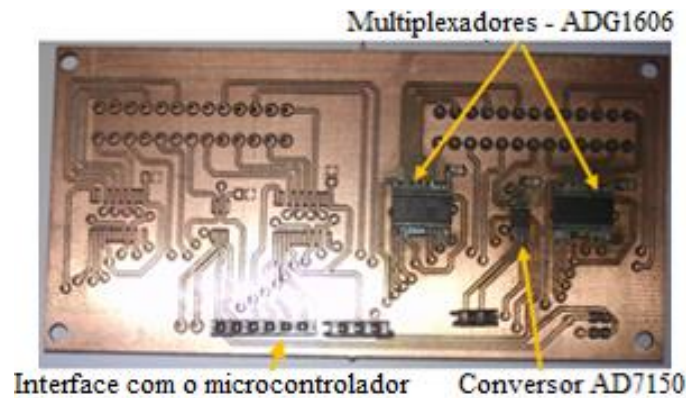 Multiplexadores - ADG1606
Interface com o microcontrolador
Conversor AD7150